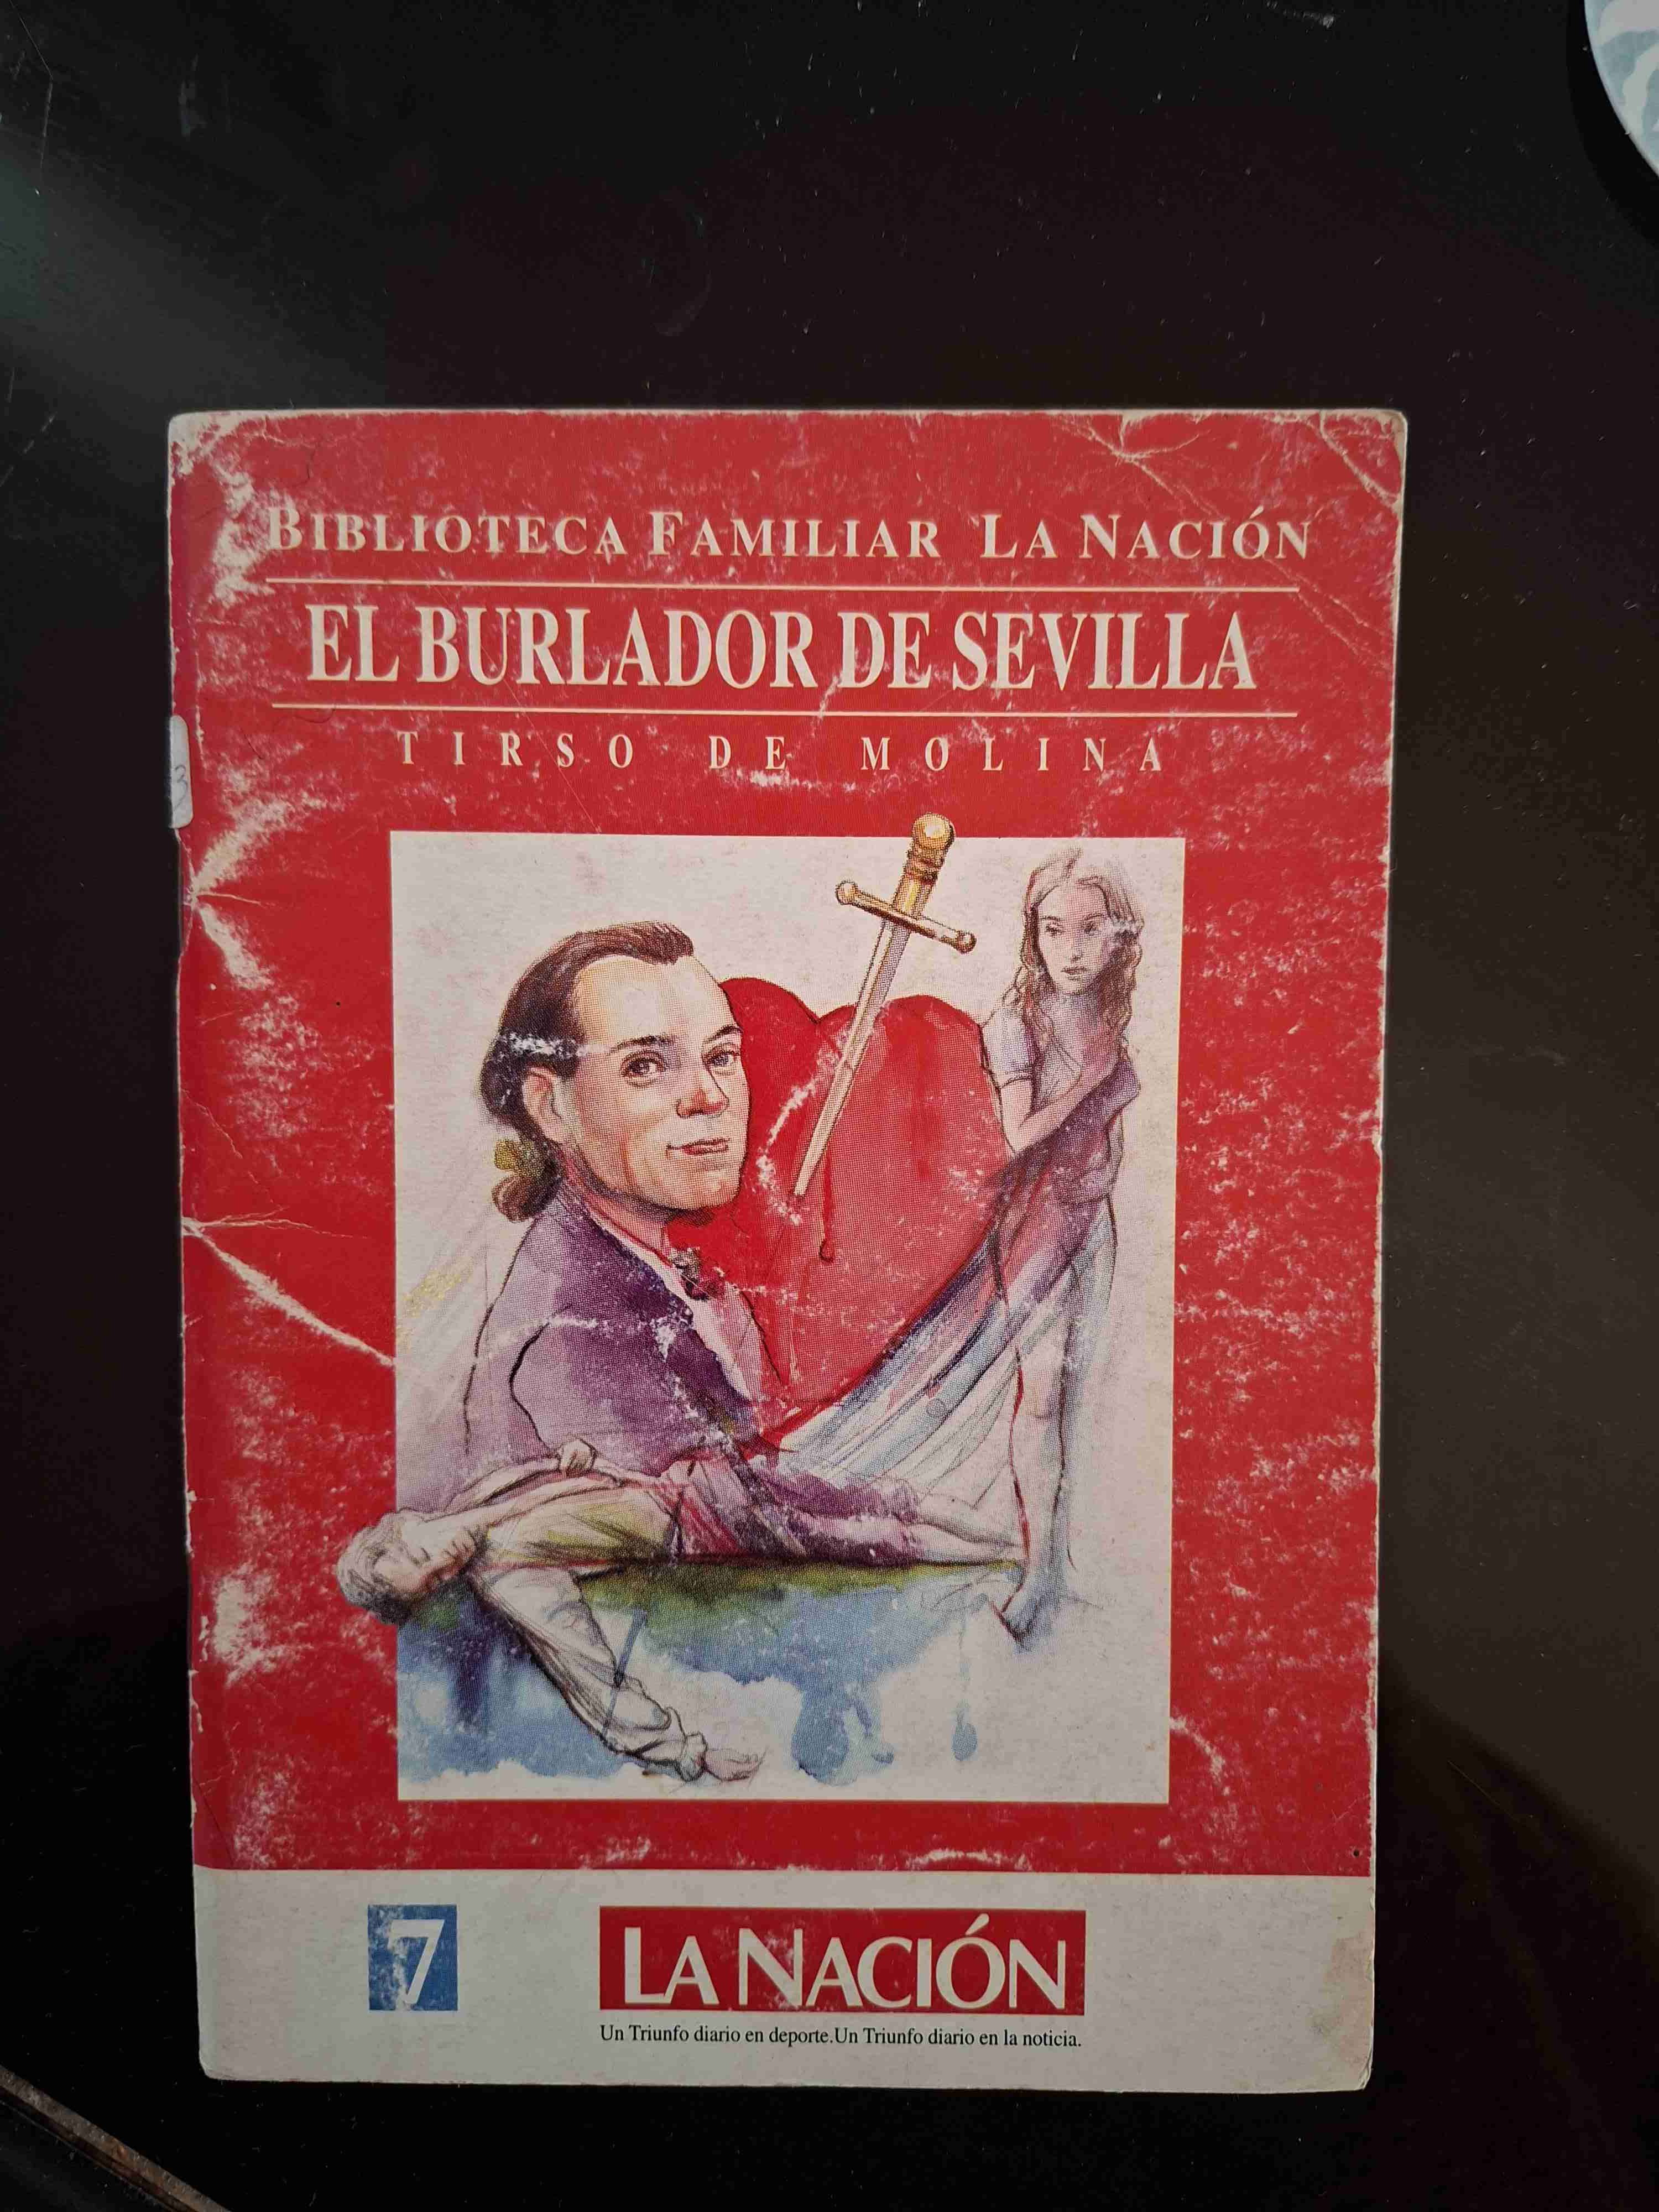 BIBLIOTECA FAMILIAR LA NACIÓN
EL BURLADOR DE SEVILLA
TIRSO DE MOLINA
3
7
LA NACIÓN
Un Triunfo diario en deporte.Un Triunfo diario en la noticia.